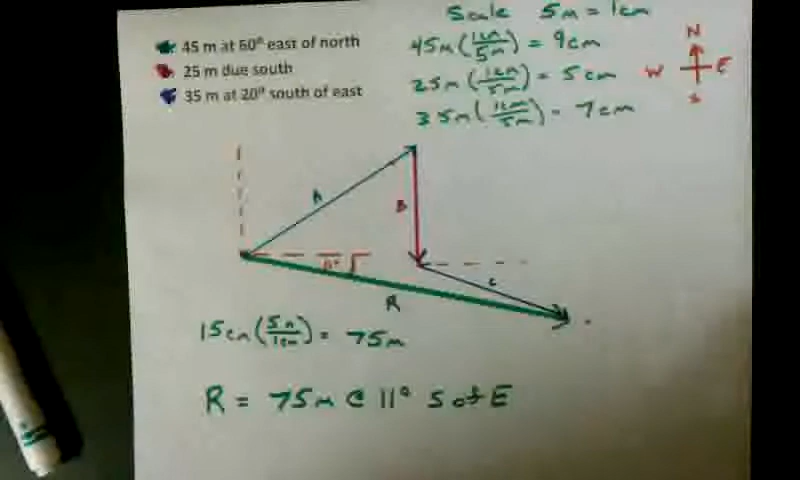 45 m at 60° east of north
25 m due south
35 m at 20° south of east
Scale 5m = 1cm
45m (1cm/5m) = 9cm
25m (1cm/5m) = 5cm
35m (1cm/5m) = 7cm
N
W E
S
A
B
C
11°
R
15cm (5m/1cm) = 75m
R = 75m @ 11° S of E